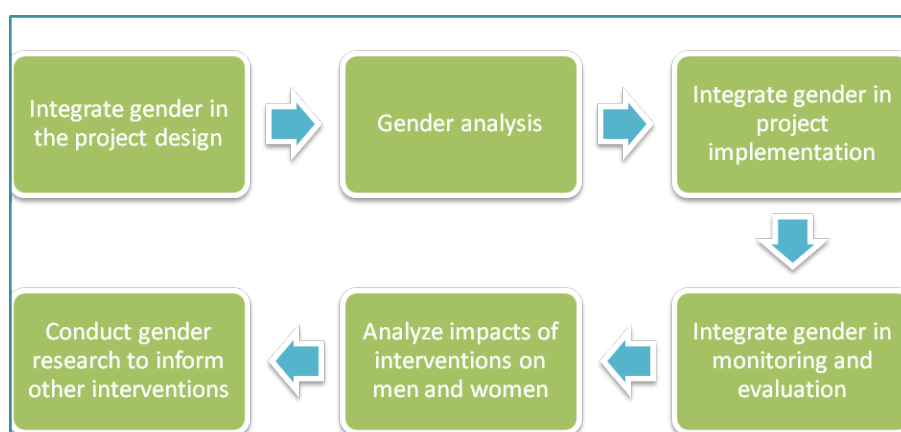 Integrate gender in
the project design
Gender analysis
Integrate gender in
project
implementation
Integrate gender in
monitoring and
evaluation
Analyze impacts of
interventions on
men and women
Conduct gender
research to inform
other interventions